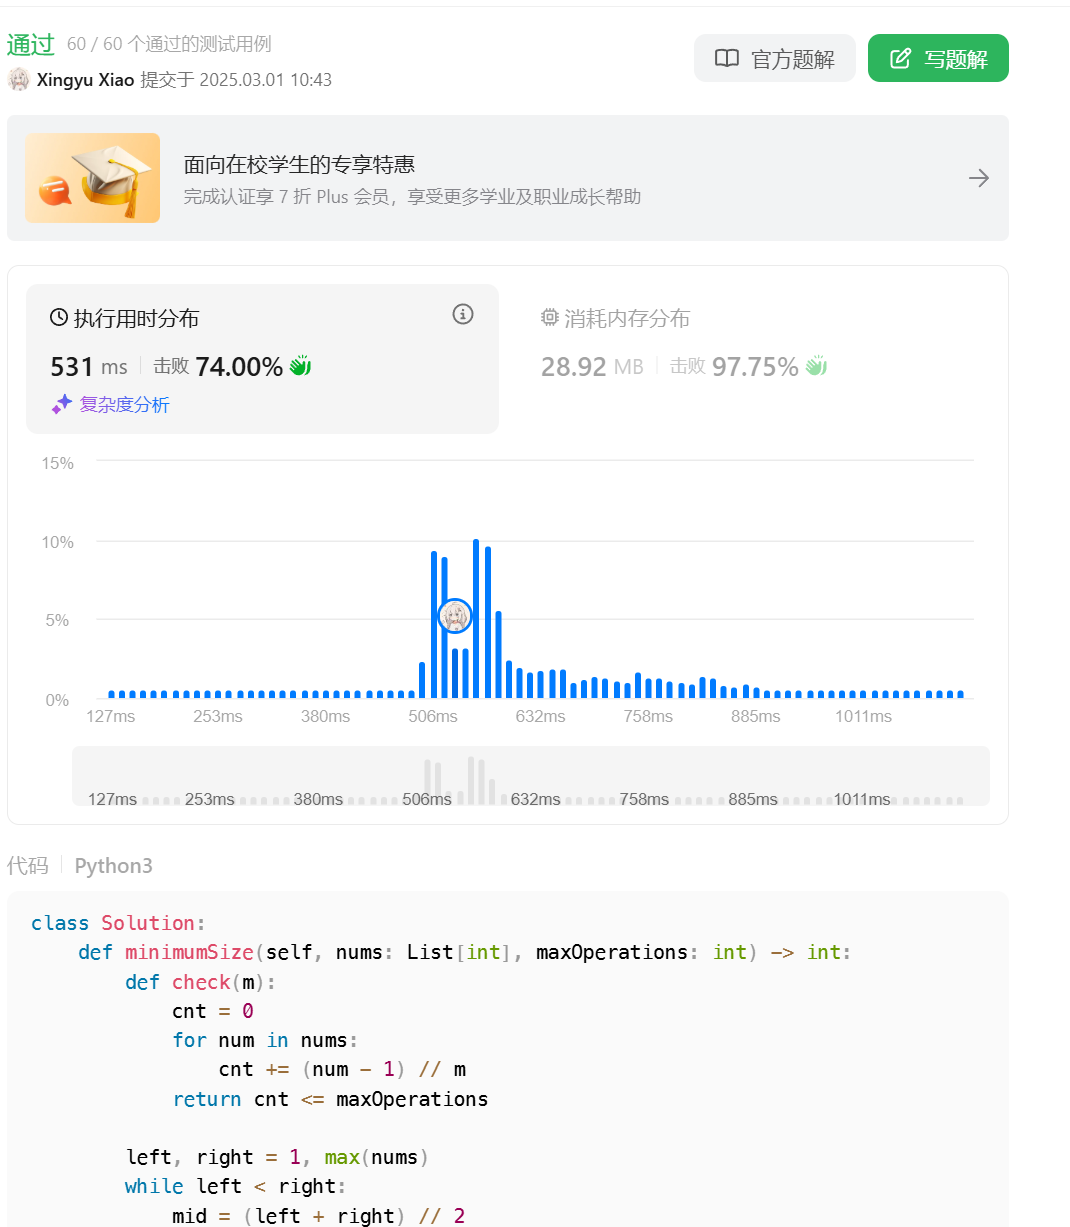 通过 60 / 60 个通过的测试用例
官方题解
写题解
Xingyu Xiao 提交于 2025.03.01 10:43
面向在校学生的专享特惠
完成认证享 7 折 Plus 会员，享受更多学业及职业成长帮助
执行用时分布
531 ms 击败 74.00%
复杂度分析
消耗内存分布
28.92 MB 击败 97.75%
15%
10%
5%
0%
127ms 253ms 380ms 506ms 632ms 758ms 885ms 1011ms
127ms 253ms 380ms 506ms 632ms 758ms 885ms 1011ms
代码 Python3
class Solution:
    def minimumSize(self, nums: List[int], maxOperations: int) -> int:
        def check(m):
            cnt = 0
            for num in nums:
                cnt += (num - 1) // m
            return cnt <= maxOperations
        left, right = 1, max(nums)
        while left < right:
            mid = (left + right) // 2